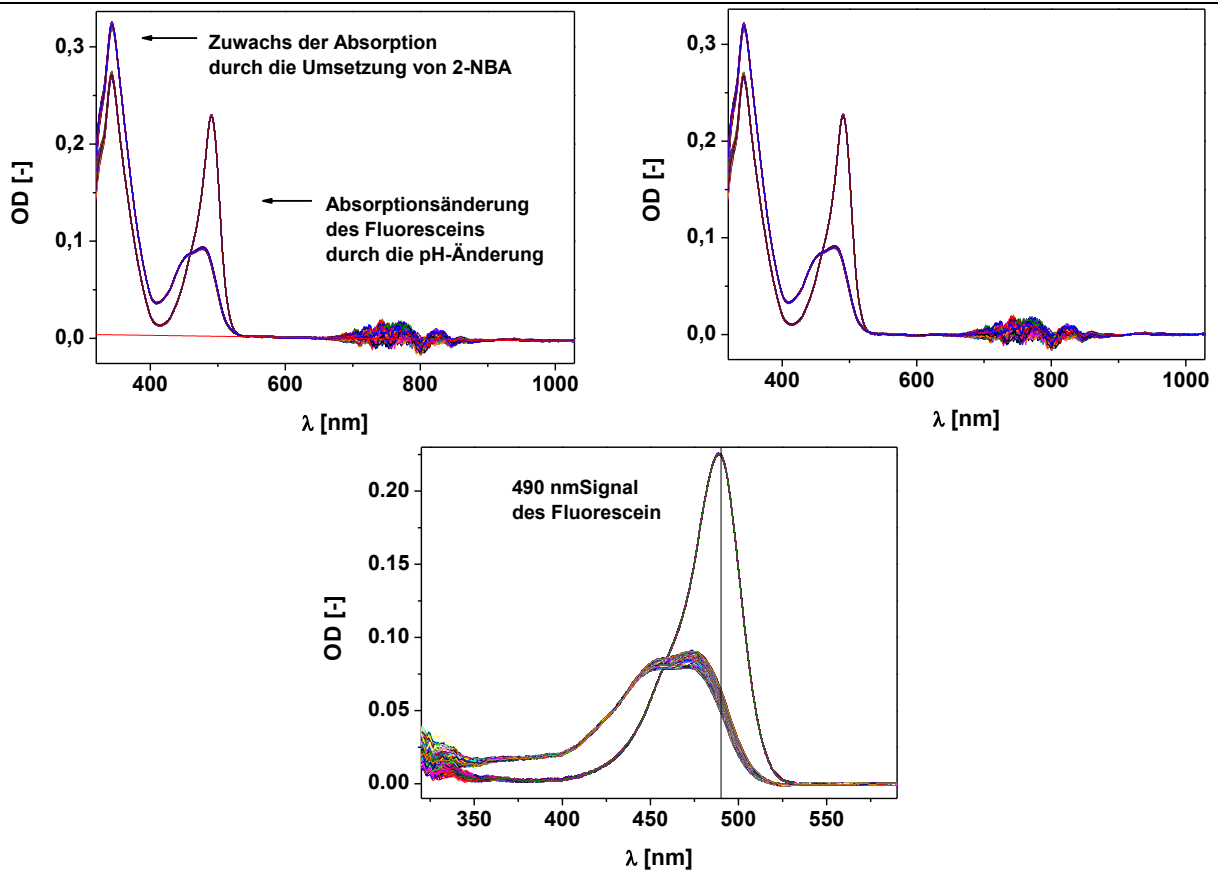 0,3
0,2
0,1
0,0
OD [-]
400
600
800
1000
λ [nm]
Zuwachs der Absorption
durch die Umsetzung von 2-NBA
Absorptionsänderung
des Fluoresceins
durch die pH-Änderung
0,3
0,2
0,1
0,0
OD [-]
400
600
800
1000
λ [nm]
0.20
0.15
0.10
0.05
0.00
OD [-]
490 nmSignal
des Fluorescein
350
400
450
500
550
λ [nm]